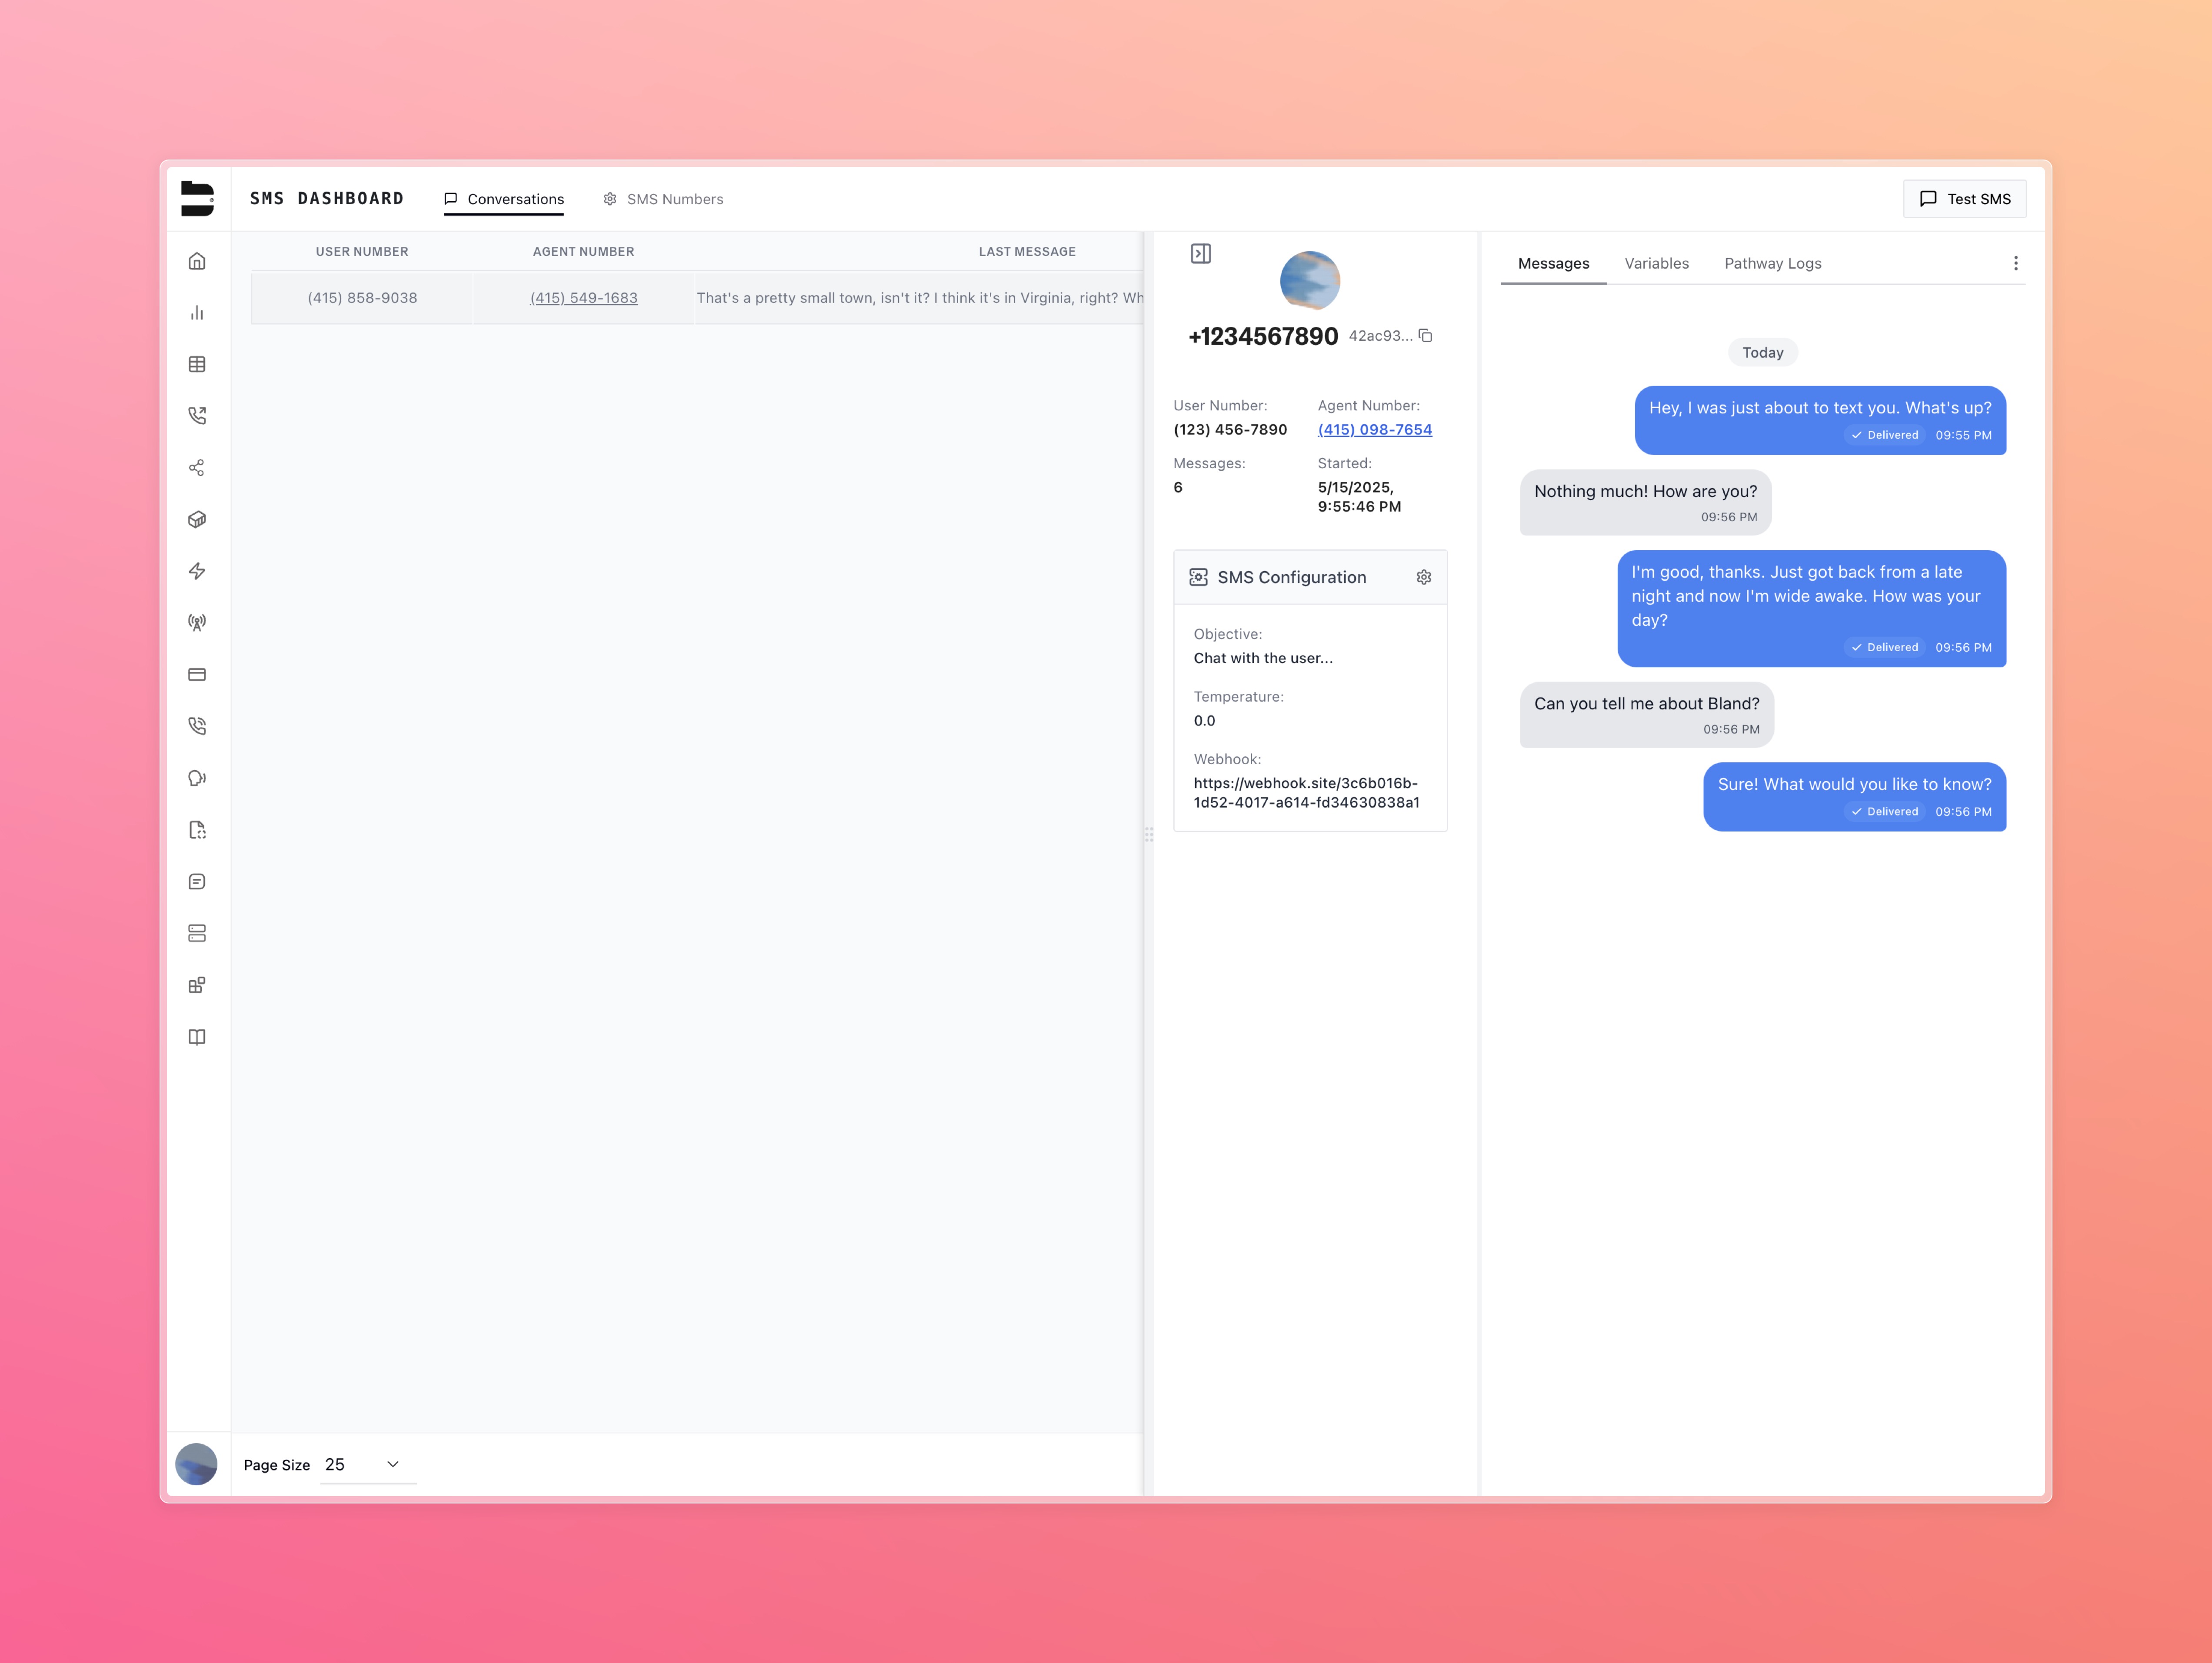 SMS DASHBOARD
Conversations
SMS Numbers
Test SMS
USER NUMBER
AGENT NUMBER
LAST MESSAGE
(415) 858-9038
(415) 549-1683
That's a pretty small town, isn't it? I think it's in Virginia, right? Wh
Page Size
25
+1234567890
42ac93...
User Number:
(123) 456-7890
Agent Number:
(415) 098-7654
Messages:
6
Started:
5/15/2025,
9:55:46 PM
SMS Configuration
Objective:
Chat with the user...
Temperature:
0.0
Webhook:
https://webhook.site/3c6b016b-
1d52-4017-a614-fd34630838a1
Messages
Variables
Pathway Logs
Today
Hey, I was just about to text you. What's up?
Delivered 09:55 PM
Nothing much! How are you?
09:56 PM
I'm good, thanks. Just got back from a late
night and now I'm wide awake. How was your
day?
Delivered 09:56 PM
Can you tell me about Bland?
09:56 PM
Sure! What would you like to know?
Delivered 09:56 PM